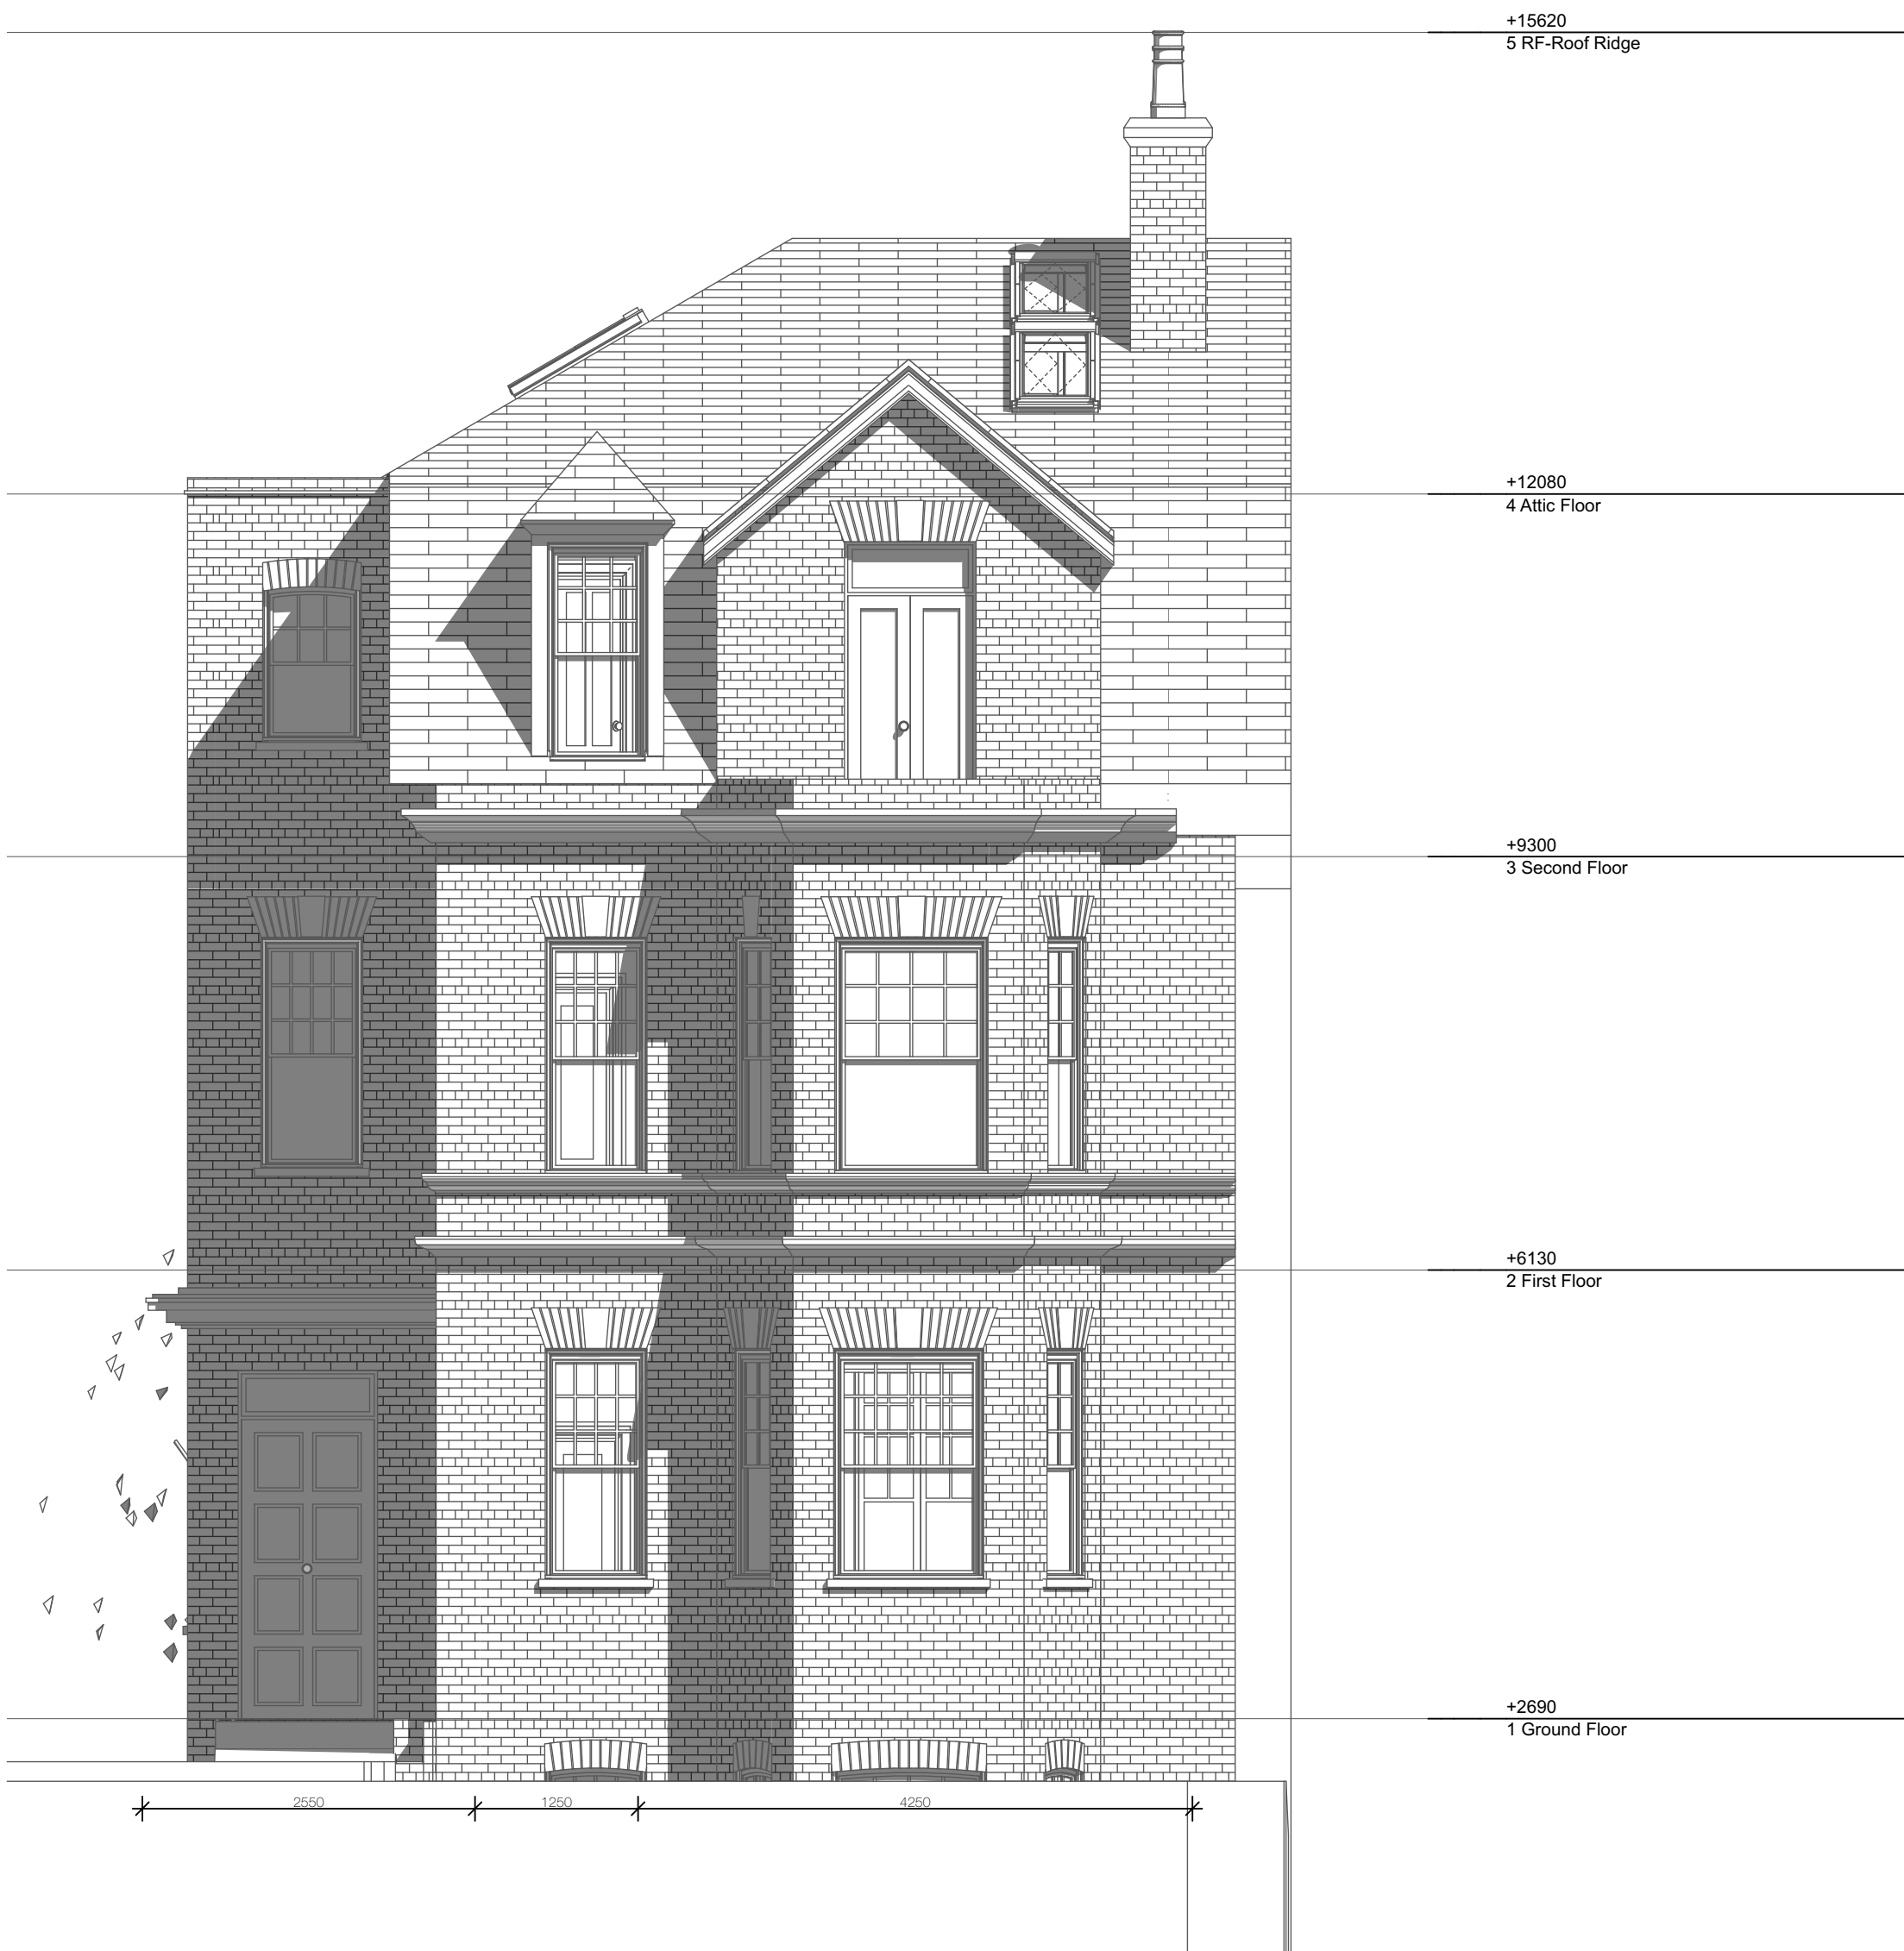 +15620
5 RF-Roof Ridge
+12080
4 Attic Floor
+9300
3 Second Floor
+6130
2 First Floor
+2690
1 Ground Floor
2550 1250 4250